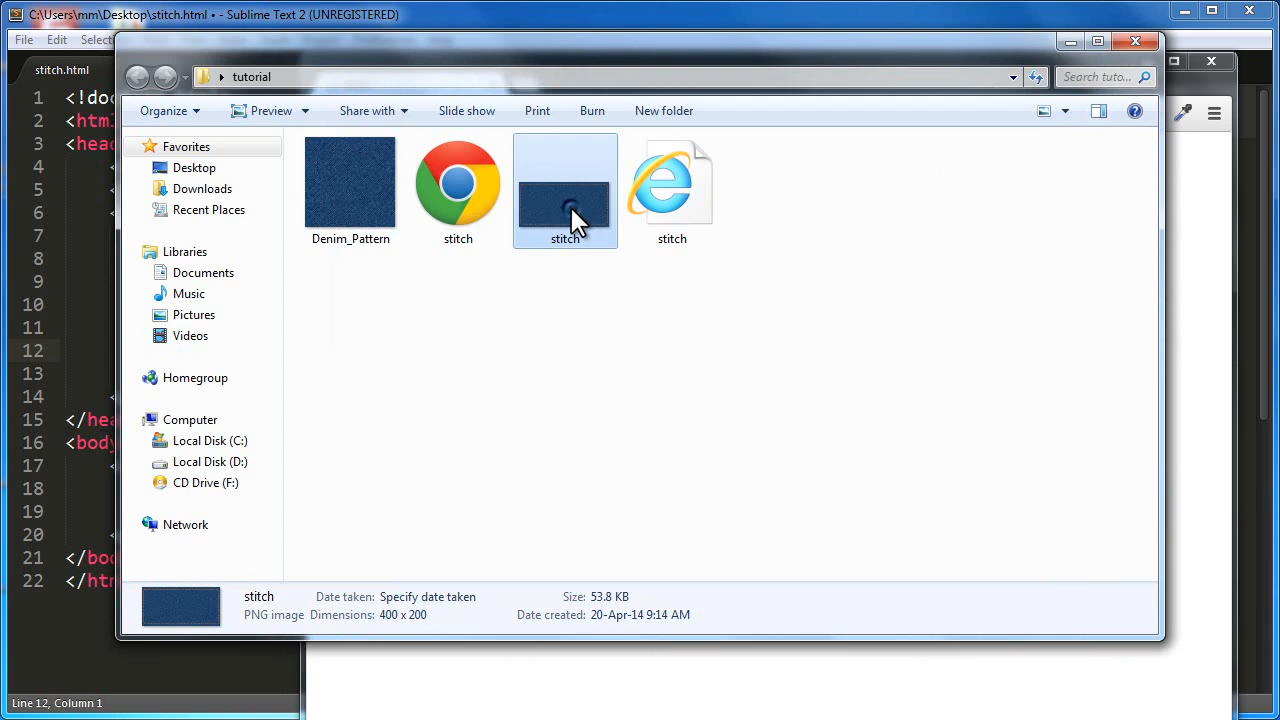 C:\Users\mm\Desktop\stitch.html • - Sublime Text 2 (UNREGISTERED)
File Edit Select
stitch.html
tutorial
Search tuto...
Organize Preview Share with Slide show Print Burn New folder
1 <!doc
2 <html
3 <head
4 <
5 <
6 <
7
8
9
10
11
12
13
14 <
15 </hea
16 <body
17 <
18
19
20 <
21 </bod
22 </htm
Favorites
Desktop
Downloads
Recent Places
Libraries
Documents
Music
Pictures
Videos
Homegroup
Computer
Local Disk (C:)
Local Disk (D:)
CD Drive (F:)
Network
Denim_Pattern
stitch
stitch
stitch
stitch Date taken: Specify date taken Size: 53.8 KB
PNG image Dimensions: 400 x 200 Date created: 20-Apr-14 9:14 AM
Line 12, Column 1